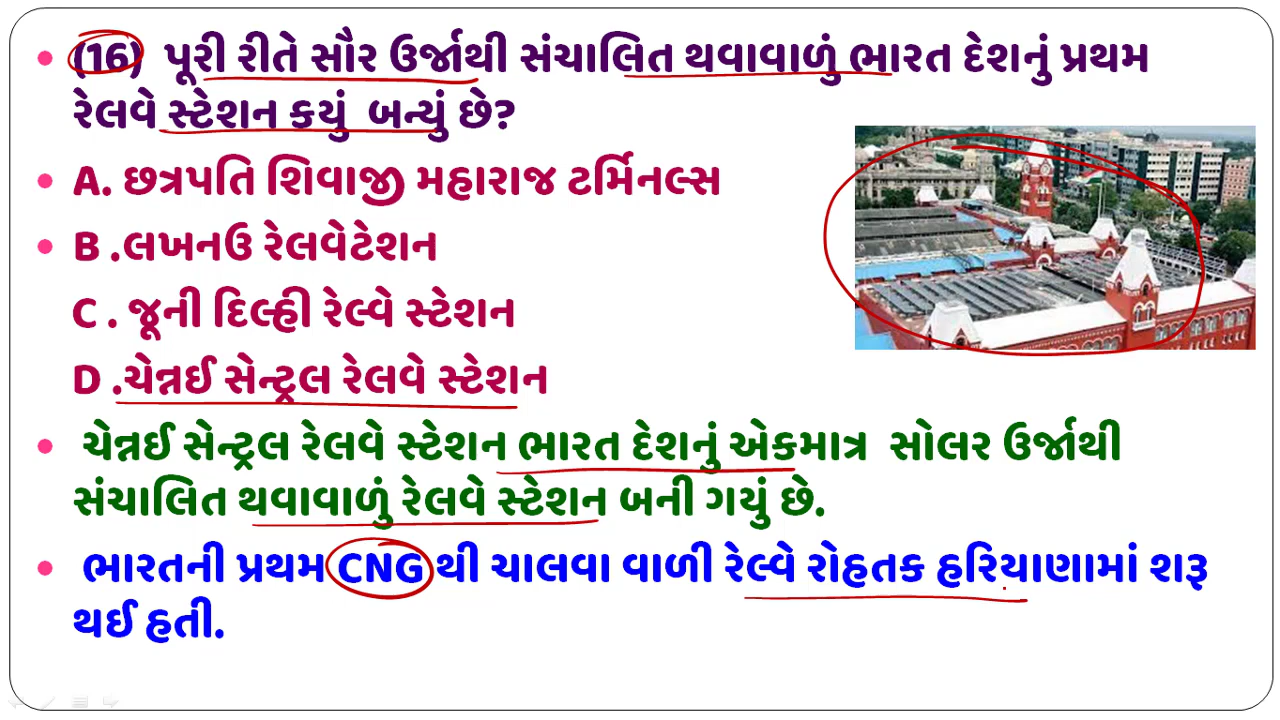 (16) પૂરી રીતે સૌર ઉર્જાથી સંચાલિત થવાવાળું ભારત દેશનું પ્રથમ
રેલવે સ્ટેશન કયું બન્યું છે?
A. છત્રપતિ શિવાજી મહારાજ ટર્મિનલ્સ
B .લખનઉ રેલવેટેશન
C . જૂની દિલ્હી રેલ્વે સ્ટેશન
D .ચેન્નઈ સેન્ટ્રલ રેલવે સ્ટેશન
ચેન્નઈ સેન્ટ્રલ રેલવે સ્ટેશન ભારત દેશનું એકમાત્ર સોલર ઉર્જાથી
સંચાલિત થવાવાળું રેલવે સ્ટેશન બની ગયું છે.
ભારતની પ્રથમ CNG થી ચાલવા વાળી રેલ્વે રોહતક હરિયાણામાં શરૂ
થઈ હતી.